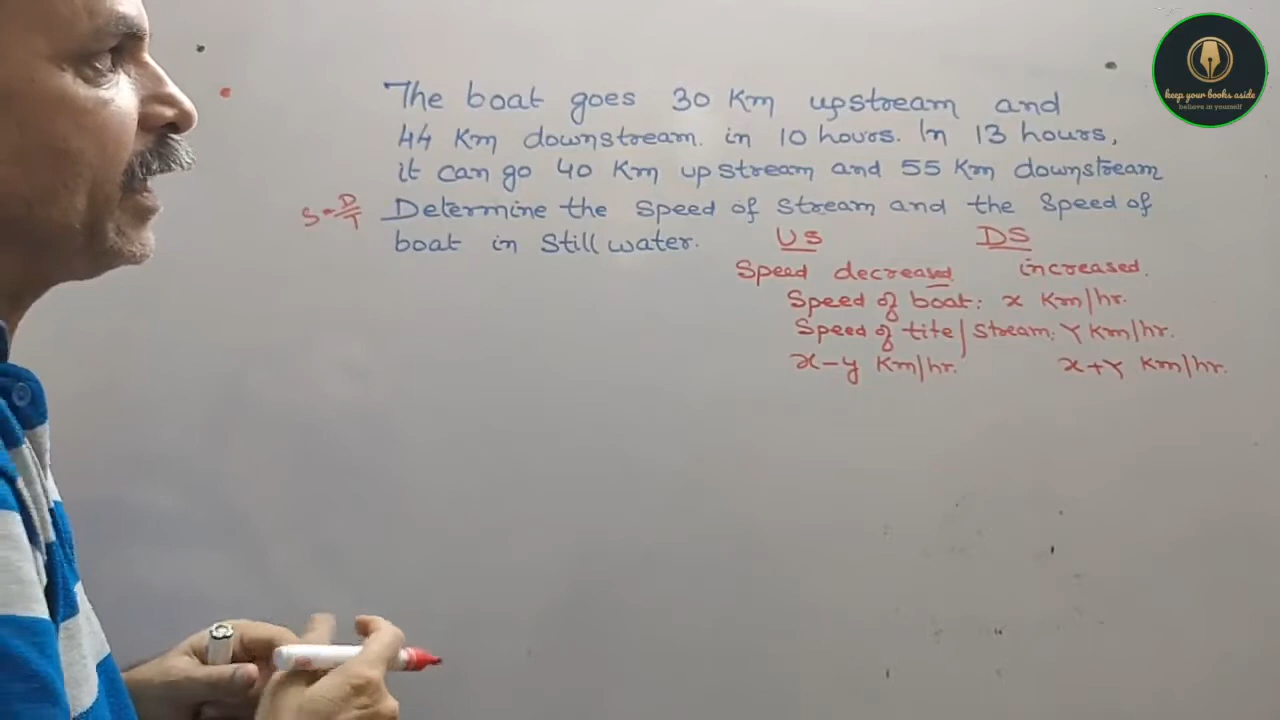 The boat goes 30 Km upstream and
44 Km downstream. in 10 hours. In 13 hours,
it can go 40 Km upstream and 55 Km downstream
S = D/T
Determine the speed of stream and the speed of
boat in still water.
US DS
Speed decreased increased.
Speed of boat: x Km/hr.
Speed of tite/stream: Y Km/hr.
x-y Km/hr. x+Y Km/hr.
keep your books aside
believe in yourself